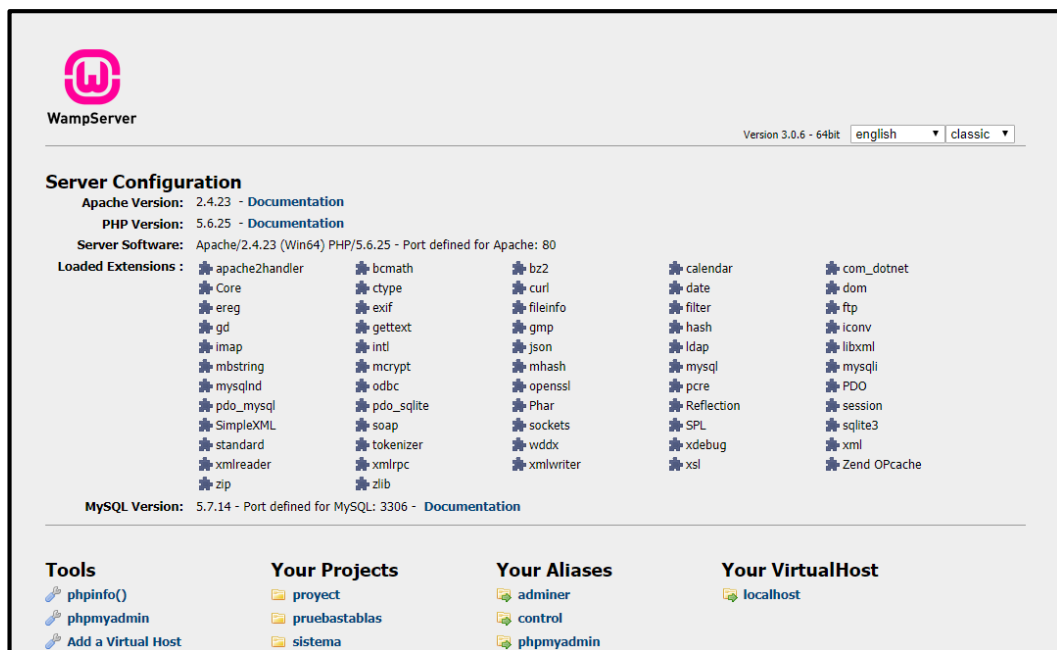 WampServer
Version 3.0.6 - 64bit english classic
Server Configuration
Apache Version: 2.4.23 - Documentation
PHP Version: 5.6.25 - Documentation
Server Software: Apache/2.4.23 (Win64) PHP/5.6.25 - Port defined for Apache: 80
Loaded Extensions : apache2handler bcmath bz2 calendar com_dotnet
Core ctype curl date dom
ereg exif fileinfo filter ftp
gd gettext gmp hash iconv
imap intl json ldap libxml
mbstring mcrypt mhash mysql mysqli
mysqlnd odbc openssl pcre PDO
pdo_mysql pdo_sqlite Phar Reflection session
SimpleXML soap sockets SPL sqlite3
standard tokenizer wddx xdebug xml
xmlreader xmlrpc xmlwriter xsl Zend OPcache
zip zlib
MySQL Version: 5.7.14 - Port defined for MySQL: 3306 - Documentation
Tools Your Projects Your Aliases Your VirtualHost
phpinfo() proyect adminer localhost
phpmyadmin pruebastablas control
Add a Virtual Host sistema phpmyadmin